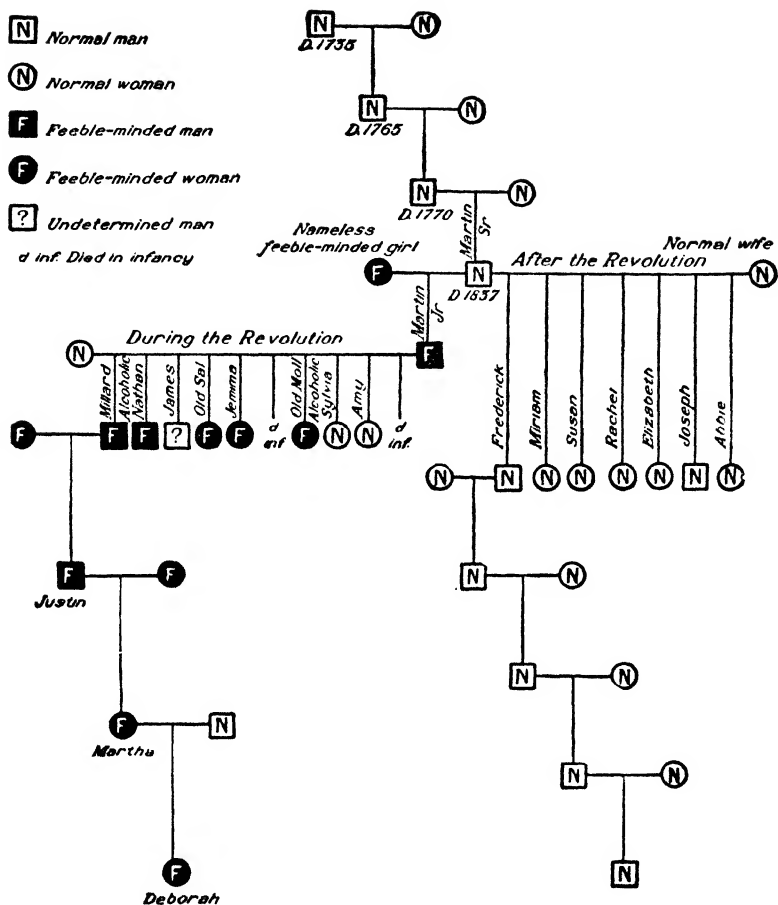 N Normal man
N Normal woman
F Feeble-minded man
F Feeble-minded woman
? Undetermined man
d inf. Died in infancy
N N
D.1735
N N
D.1765
N N
D.1770
Martin Sr
Nameless
feeble-minded girl
After the Revolution
Normal wife
F N N
D 1837
Martin Jr
During the Revolution
N F
Millard Alcoholic
Nathan
James
Old Sal
Jemma
d inf
Old Moll Alcoholic
Sylvia
Amy
d inf.
F F F ? F F F N N
Frederick
Miriam
Susan
Rachel
Elizabeth
Joseph
Abbie
N N N N N N N N
F F
Justin
N N
N N
F N
Martha
N N
F
Deborah
N